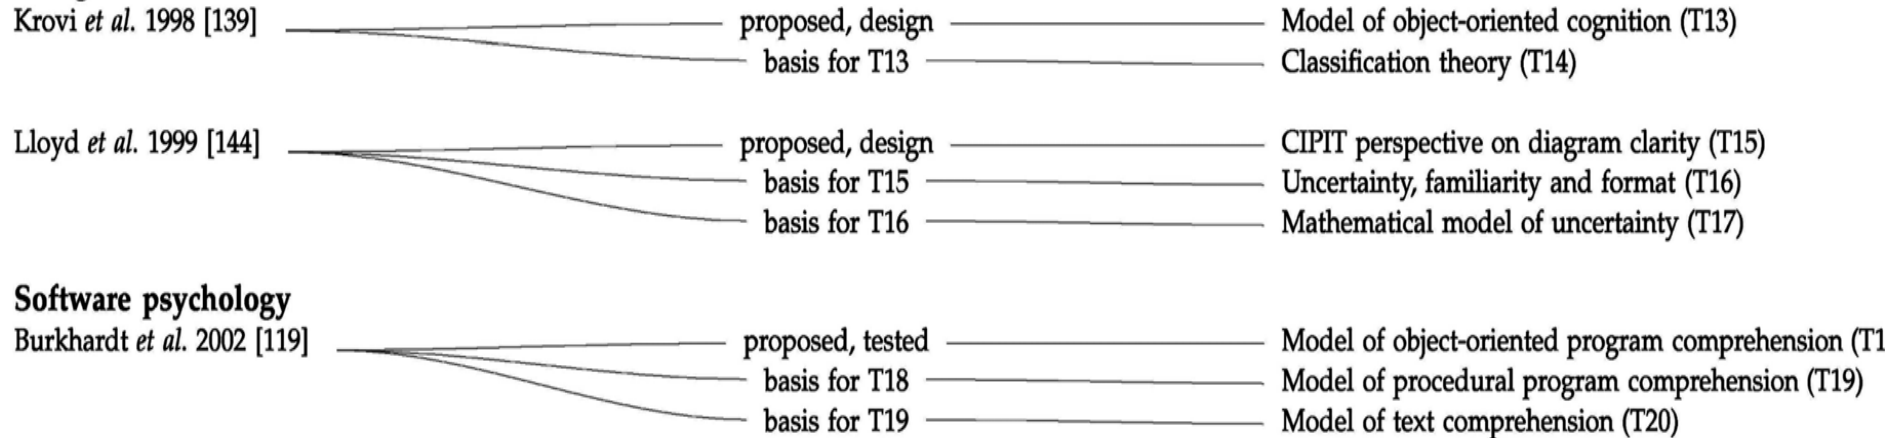 Krovi et al. 1998 [139] proposed, design Model of object-oriented cognition (T13)
basis for T13 Classification theory (T14)
Lloyd et al. 1999 [144] proposed, design CIPIT perspective on diagram clarity (T15)
basis for T15 Uncertainty, familiarity and format (T16)
basis for T16 Mathematical model of uncertainty (T17)
Software psychology
Burkhardt et al. 2002 [119] proposed, tested Model of object-oriented program comprehension (T1
basis for T18 Model of procedural program comprehension (T19)
basis for T19 Model of text comprehension (T20)